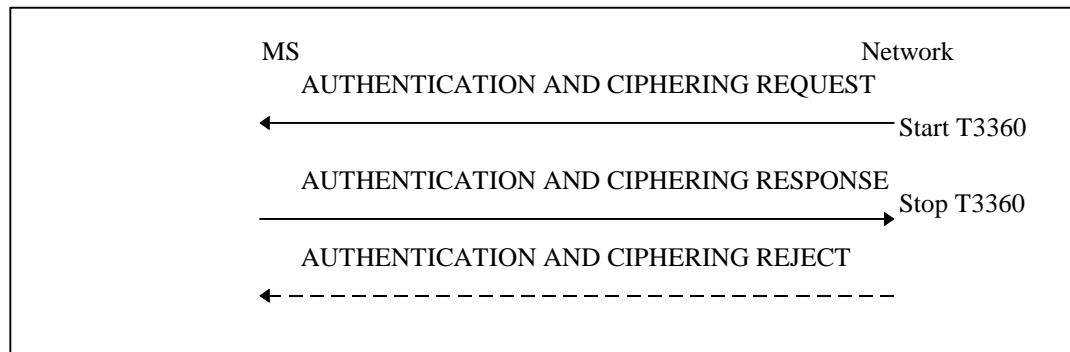 MS Network
AUTHENTICATION AND CIPHERING REQUEST
Start T3360
AUTHENTICATION AND CIPHERING RESPONSE
Stop T3360
AUTHENTICATION AND CIPHERING REJECT